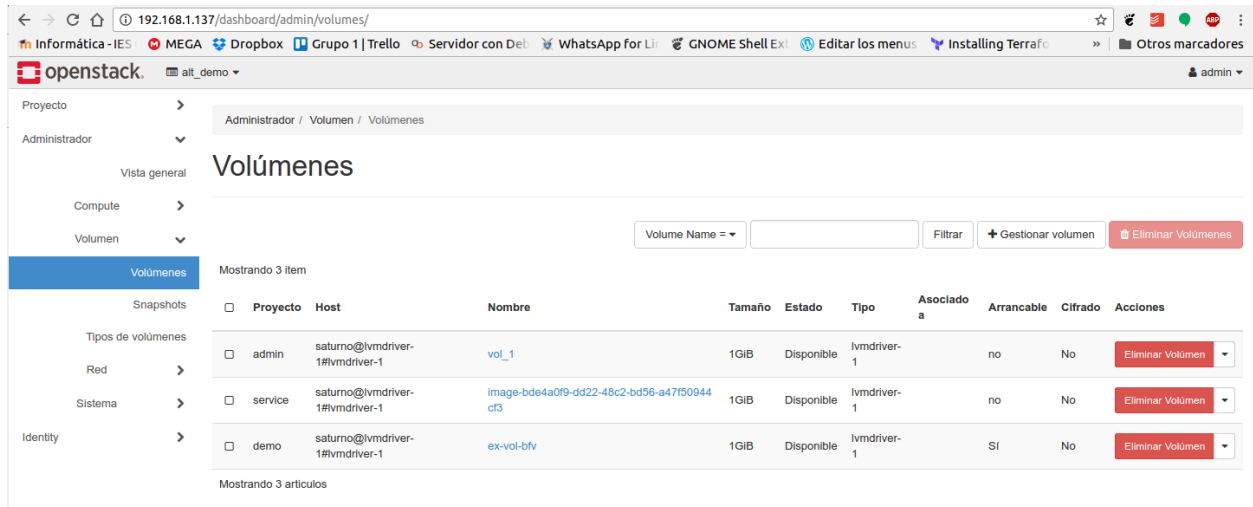 192.168.1.137/dashboard/admin/volumes/
Informática - IES MEGA Dropbox Grupo 1 | Trello Servidor con Deb WhatsApp for Lin GNOME Shell Ext Editar los menus Installing Terrafo » Otros marcadores
openstack. alt_demo admin
Proyecto
Administrador / Volumen / Volúmenes
Administrador
Volúmenes
Vista general
Compute
Volumen
Volume Name = Filtrar Gestionar volumen Eliminar Volúmenes
Volúmenes
Mostrando 3 item
Snapshots
Proyecto Host Nombre Tamaño Estado Tipo Asociado
a Arrancable Cifrado Acciones
Tipos de volúmenes
admin saturno@lvmdriver-
1#lvmdriver-1 vol_1 1GiB Disponible lvmdriver-
1 no No Eliminar Volúmen
Red
Sistema
service saturno@lvmdriver-
1#lvmdriver-1 image-bde4a0f9-dd22-48c2-bd56-a47f50944
cf3 1GiB Disponible lvmdriver-
1 no No Eliminar Volúmen
Identity
demo saturno@lvmdriver-
1#lvmdriver-1 ex-vol-bfv 1GiB Disponible lvmdriver-
1 Sí No Eliminar Volúmen
Mostrando 3 articulos